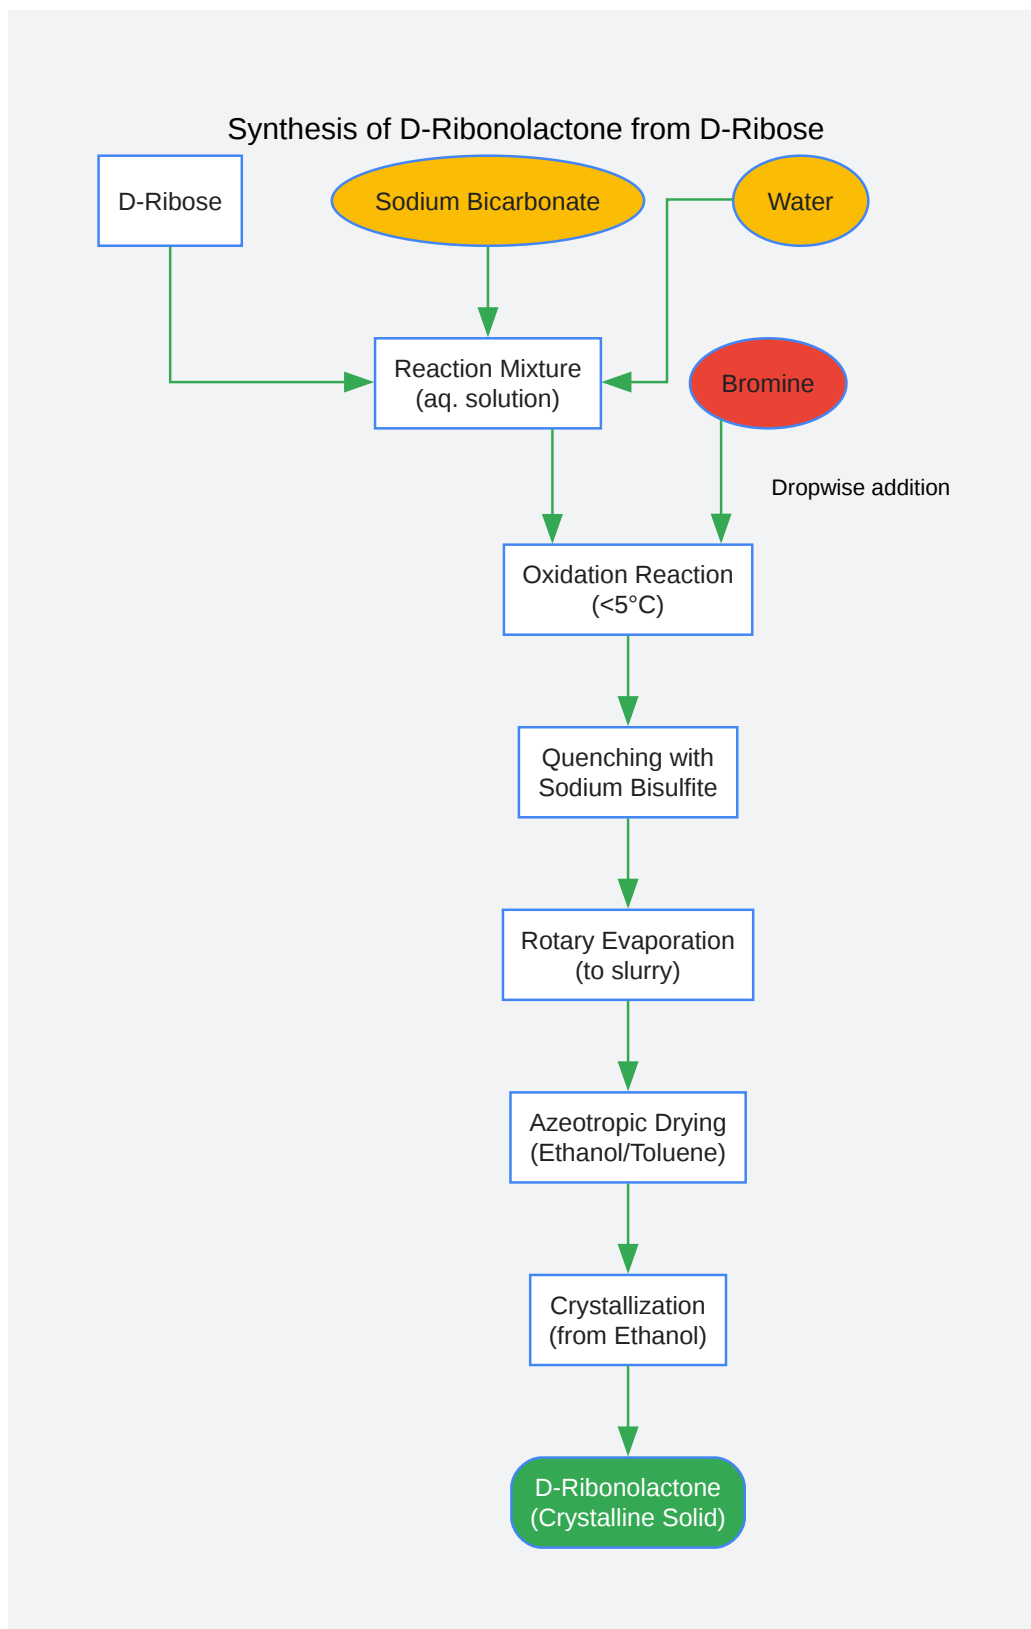 Synthesis of D-Ribonolactone from D-Ribose
D-Ribose
Sodium Bicarbonate
Water
Reaction Mixture
(aq. solution)
Bromine
Dropwise addition
Oxidation Reaction
(<5°C)
Quenching with
Sodium Bisulfite
Rotary Evaporation
(to slurry)
Azeotropic Drying
(Ethanol/Toluene)
Crystallization
(from Ethanol)
D-Ribonolactone
(Crystalline Solid)